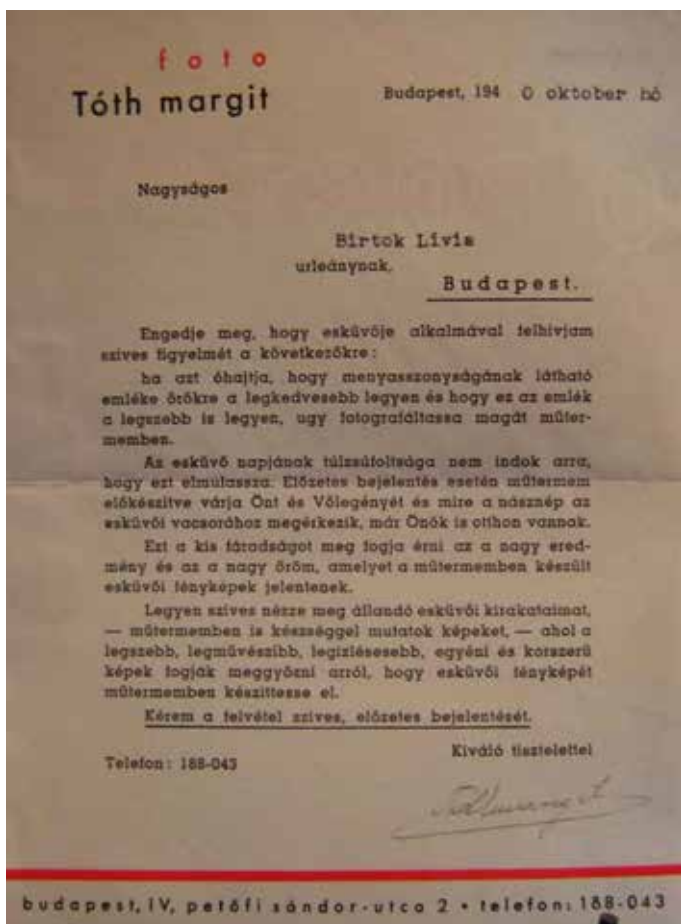 foto
Tóth margit
Budapest, 194 0 oktober hó
Nagyságos
Birtok Lívia
urleánynak,
Budapest.
Engedje meg, hogy esküvője alkalmával felhívjam
szives figyelmét a következőkre:
ha azt óhajtja, hogy menyasszonyságának látható
emléke örökre a legkedvesebb legyen és hogy ez az emlék
a legszebb is legyen, ugy fotografáltassa magát műter-
memben.
Az esküvő napjának túlzsúfoltsága nem indok arra,
hogy ezt elmulassza. Előzetes bejelentés esetén műtermem
előkészitve várja Önt és Vőlegényét és mire a násznép az
esküvői vacsorához megérkezik, már Önök is otthon vannak.
Ezt a kis fáradságot meg fogja érni az a nagy ered-
mény és az a nagy öröm, amelyet a műtermemben készült
esküvői fényképek jelentenek.
Legyen szives nézze meg állandó esküvői kirakataimat,
— műtermemben is készséggel mutatok képeket, — ahol a
legszebb, legművészibb, legizlésesebb, egyéni és korszerű
képek fogják meggyőzni arról, hogy esküvői fényképét
műtermemben készittesse el.
Kérem a felvétel szives, előzetes bejelentését.
Kiváló tisztelettel
Telefon: 188-043
Tóth margit
budapest, IV, petőfi sándor-utca 2 • telefon: 188-043